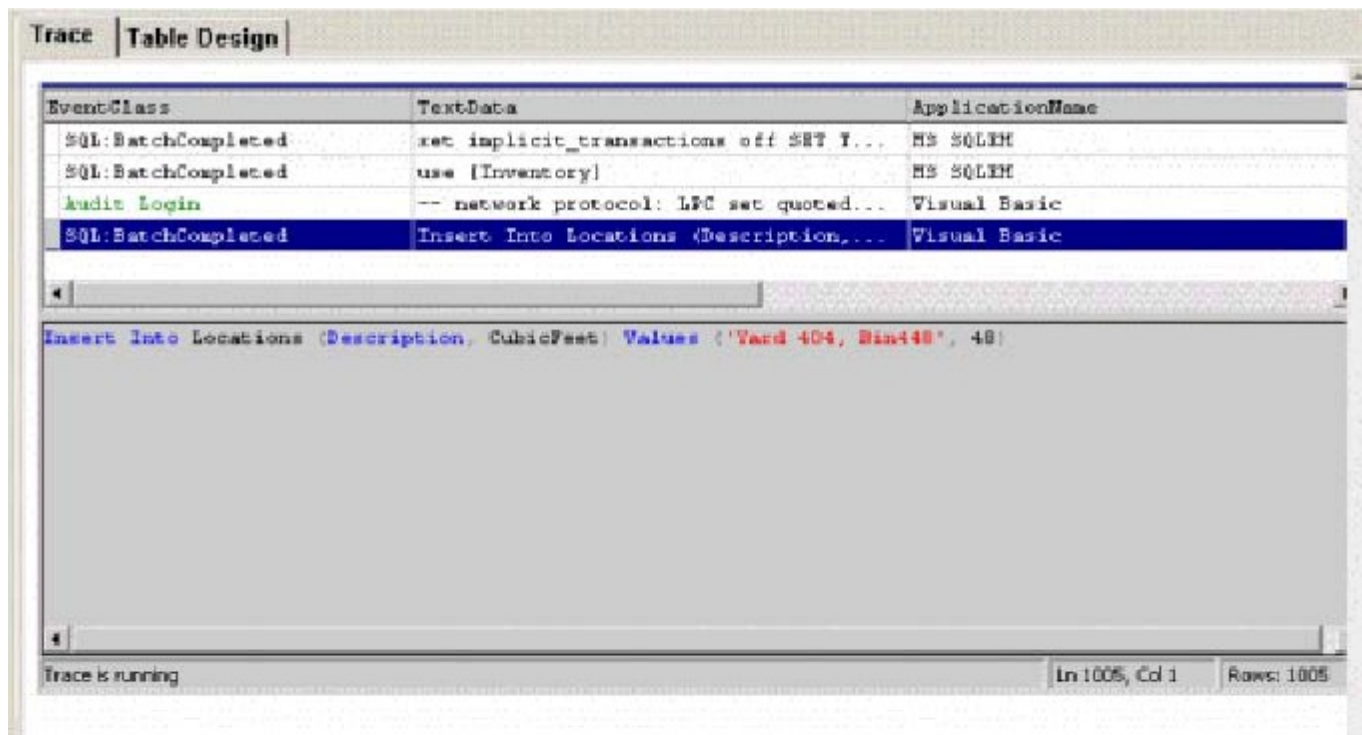 Trace Table Design
EventClass TextData ApplicationName
SQL:BatchCompleted set implicit_transactions off SET T... MS SQLEM
SQL:BatchCompleted use [Inventory] MS SQLEM
Audit Login -- network protocol: LPC set quoted... Visual Basic
SQL:BatchCompleted Insert Into Locations (Description,... Visual Basic
Insert Into Locations (Description, CubicFeet) Values ('Yard 404, Bin448', 48)
Trace is running Ln 1005, Col 1 Rows: 1005